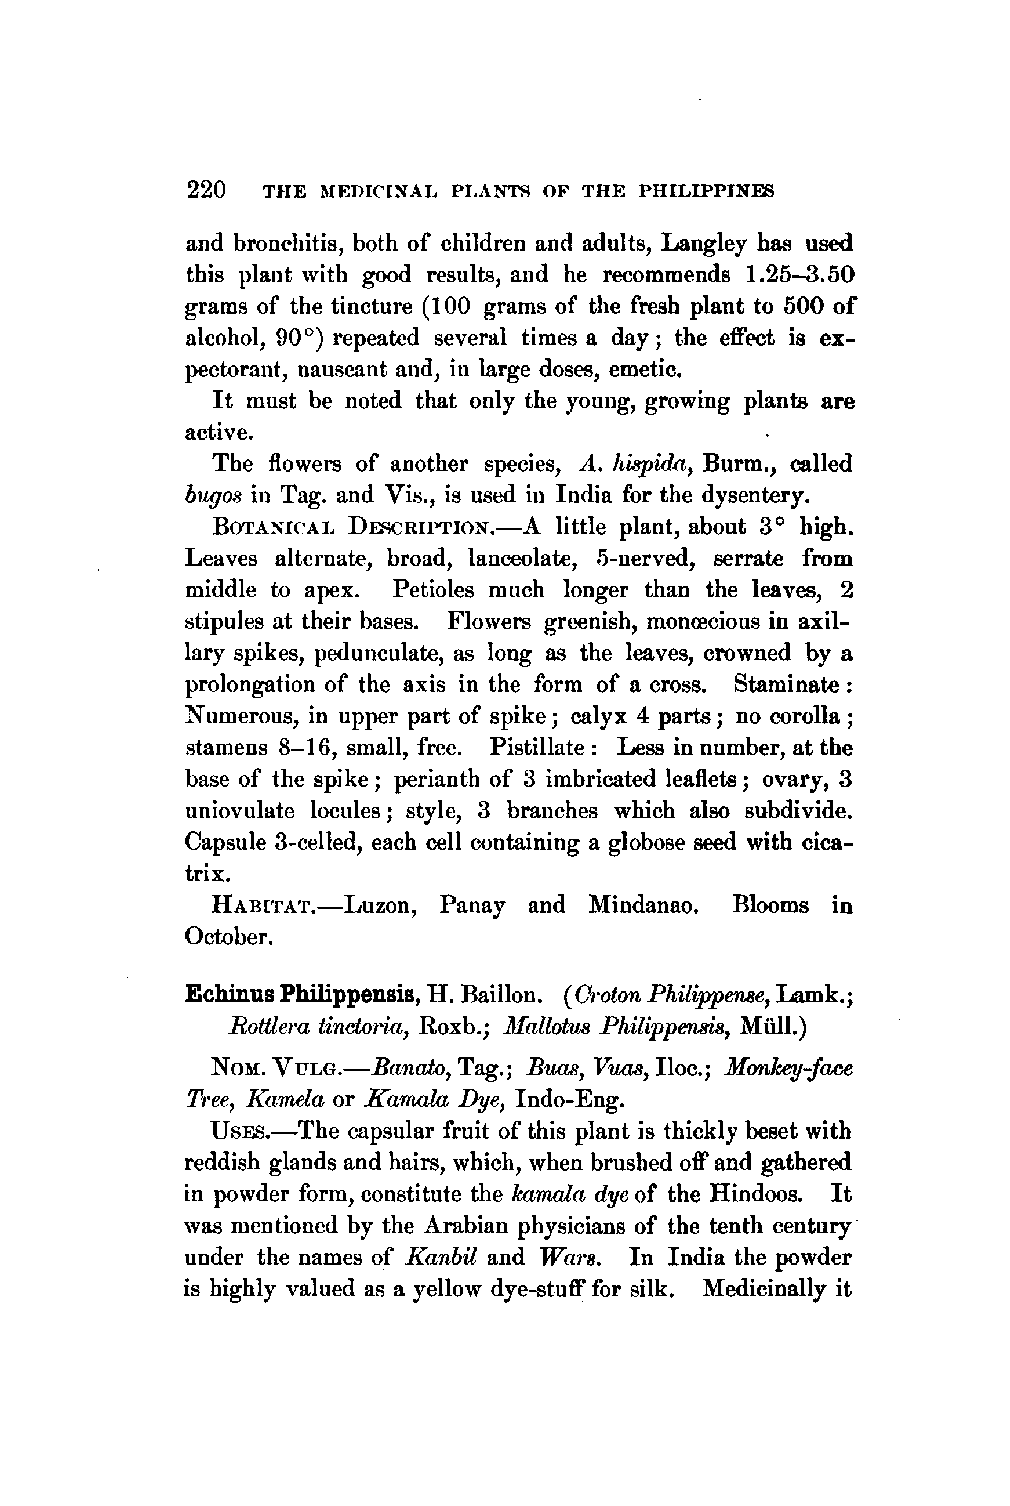 220 THE MEDICINAL PLANTS OF THE PHILIPPINES
and bronchitis, both of children and adults, Langley has used
this plant with good results, and he recommends 1.25–3.50
grams of the tincture (100 grams of the fresh plant to 500 of
alcohol, 90°) repeated several times a day; the effect is ex-
pectorant, nauseant and, in large doses, emetic.
It must be noted that only the young, growing plants are
active.
The flowers of another species, A. hispida, Burm., called
bugos in Tag. and Vis., is used in India for the dysentery.
BOTANICAL DESCRIPTION.—A little plant, about 3° high.
Leaves alternate, broad, lanceolate, 5-nerved, serrate from
middle to apex. Petioles much longer than the leaves, 2
stipules at their bases. Flowers greenish, monœcious in axil-
lary spikes, pedunculate, as long as the leaves, crowned by a
prolongation of the axis in the form of a cross. Staminate:
Numerous, in upper part of spike; calyx 4 parts; no corolla;
stamens 8–16, small, free. Pistillate: Less in number, at the
base of the spike; perianth of 3 imbricated leaflets; ovary, 3
uniovulate locules; style, 3 branches which also subdivide.
Capsule 3-celled, each cell containing a globose seed with cica-
trix.
HABITAT.—Luzon, Panay and Mindanao. Blooms in
October.
Echinus Philippensis, H. Baillon. (Croton Philippense, Lamk.;
Rottlera tinctoria, Roxb.; Mallotus Philippensis, Müll.)
NOM. VULG.—Banato, Tag.; Buas, Vuas, Iloc.; Monkey-face
Tree, Kamela or Kamala Dye, Indo-Eng.
USES.—The capsular fruit of this plant is thickly beset with
reddish glands and hairs, which, when brushed off and gathered
in powder form, constitute the kamala dye of the Hindoos. It
was mentioned by the Arabian physicians of the tenth century
under the names of Kanbil and Wars. In India the powder
is highly valued as a yellow dye-stuff for silk. Medicinally it